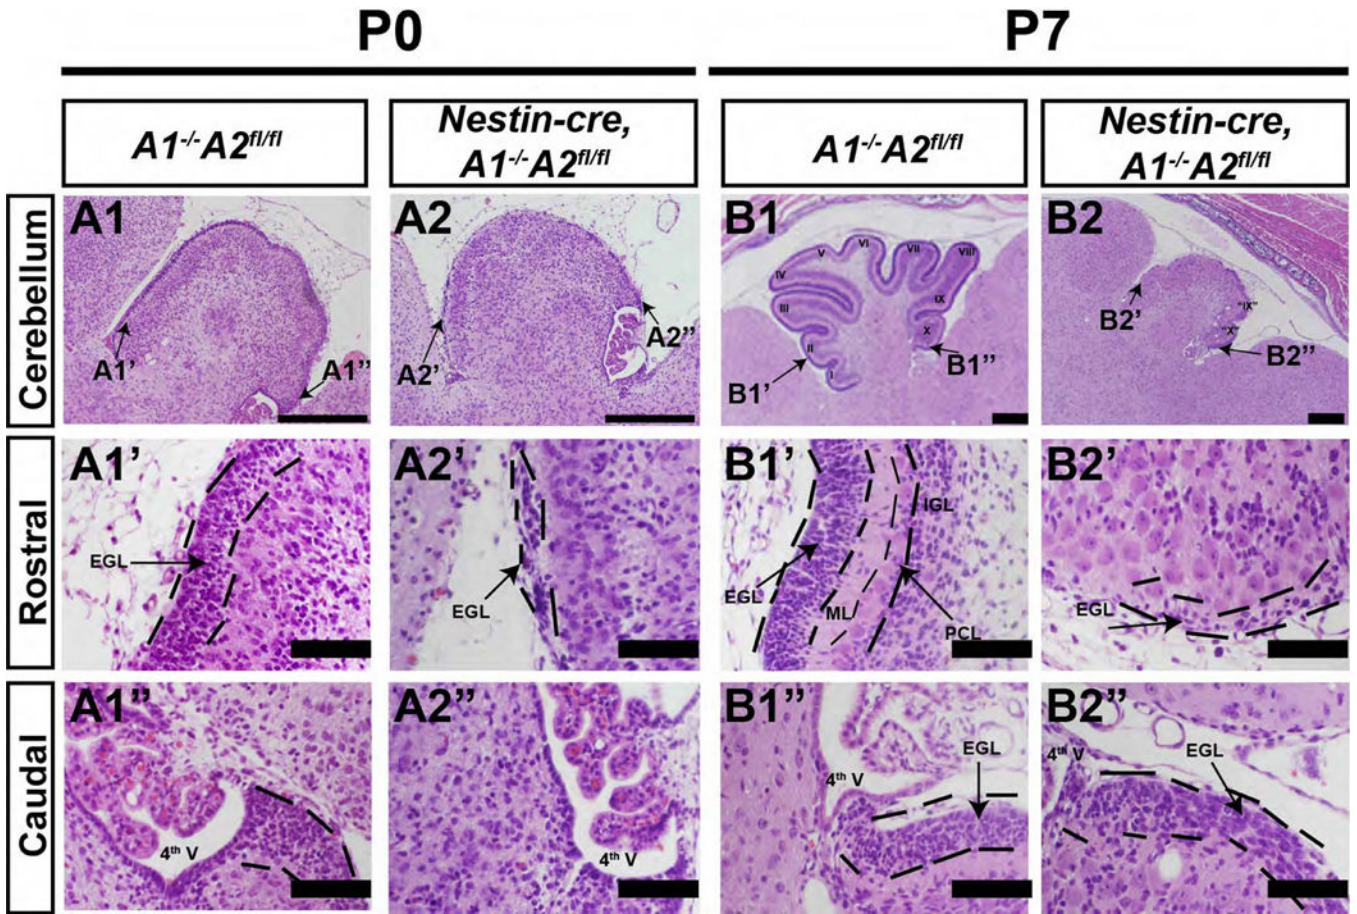 P0
P7
A1-/-A2fl/fl
Nestin-cre,
A1-/-A2fl/fl
A1-/-A2fl/fl
Nestin-cre,
A1-/-A2fl/fl
Cerebellum
A1
A1’
A1”
A2
A2’
A2”
B1
I
II
III
IV
V
VI
VII
VIII
IX
X
B1’
B1”
B2
B2’
"IX"
"X"
B2”
Rostral
A1’
EGL
A2’
EGL
B1’
EGL
ML
IGL
PCL
B2’
EGL
Caudal
A1”
4th V
A2”
4th V
B1”
4th V
EGL
B2”
4th V
EGL